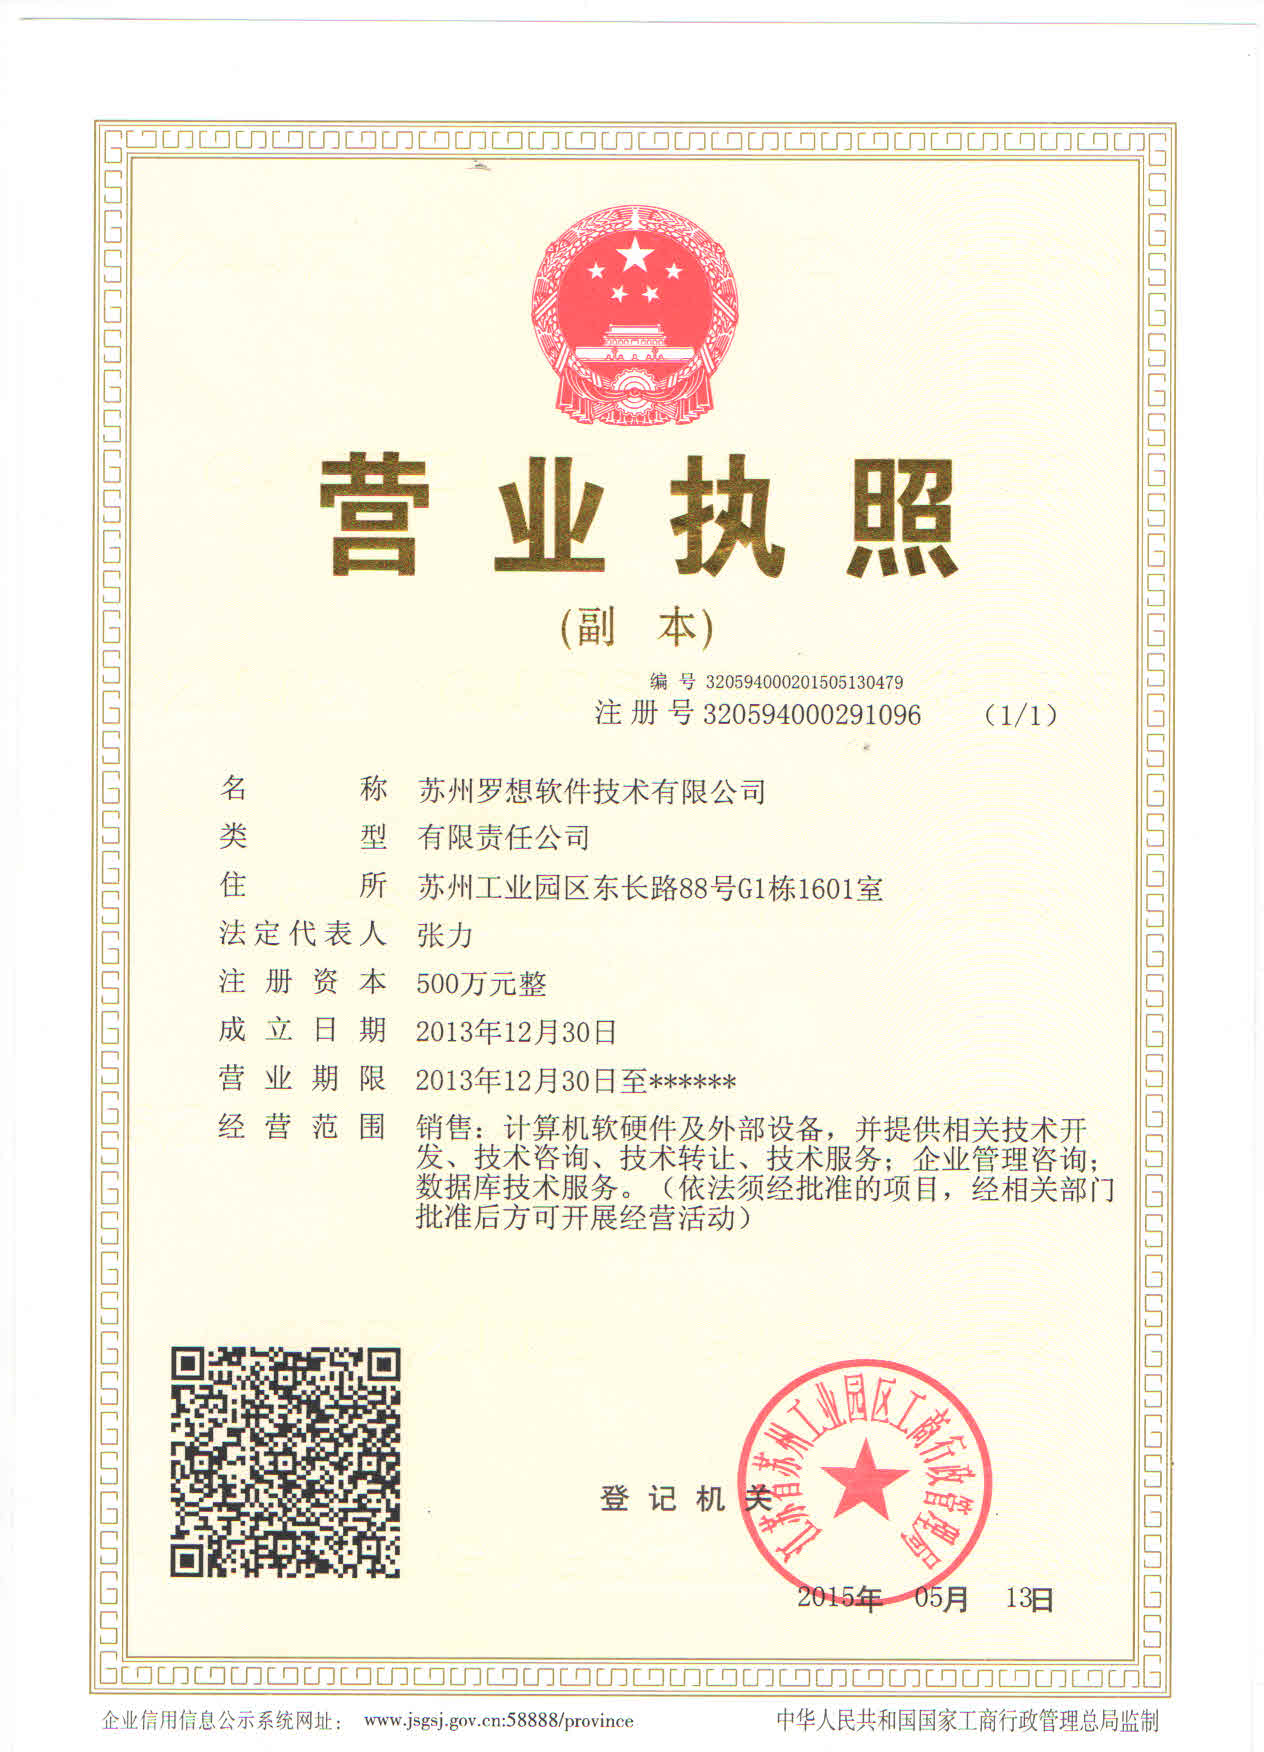 营业执照
(副 本)
编 号 320594000201505130479
注 册 号 320594000291096 （1/1）
名 称 苏州罗想软件技术有限公司
类 型 有限责任公司
住 所 苏州工业园区东长路88号G1栋1601室
法定代表人 张力
注 册 资 本 500万元整
成 立 日 期 2013年12月30日
营 业 期 限 2013年12月30日至******
经 营 范 围 销售：计算机软硬件及外部设备，并提供相关技术开
发、技术咨询、技术转让、技术服务；企业管理咨询；
数据库技术服务。（依法须经批准的项目，经相关部门
批准后方可开展经营活动）
江苏省苏州工业园区工商行政管理局
登 记 机 关
2015年 05月 13日
企业信用信息公示系统网址： www.jsgsj.gov.cn:58888/province
中华人民共和国国家工商行政管理总局监制